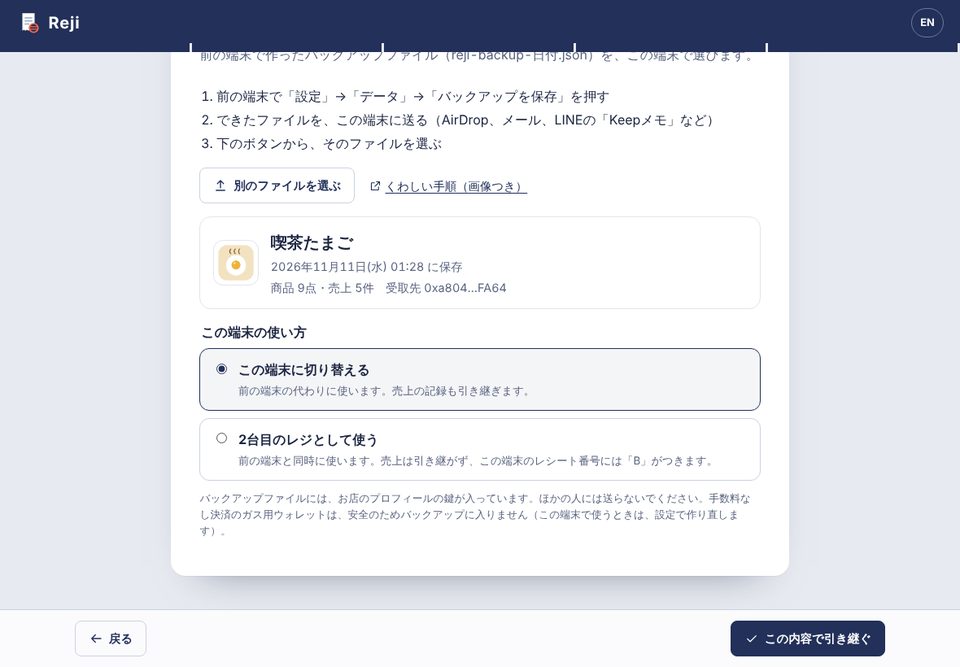 Reji
EN
前の端末で作ったバックアップファイル（reji-backup-日付.json）を、この端末で選びます。
1. 前の端末で「設定」→「データ」→「バックアップを保存」を押す
2. できたファイルを、この端末に送る（AirDrop、メール、LINEの「Keepメモ」など）
3. 下のボタンから、そのファイルを選ぶ
別のファイルを選ぶ
くわしい手順（画像つき）
喫茶たまご
2026年11月11日(水) 01:28 に保存
商品 9点・売上 5件　受取先 0xa804…FA64
この端末の使い方
この端末に切り替える
前の端末の代わりに使います。売上の記録も引き継ぎます。
2台目のレジとして使う
前の端末と同時に使います。売上は引き継がず、この端末のレシート番号には「B」がつきます。
バックアップファイルには、お店のプロフィールの鍵が入っています。ほかの人には送らないでください。手数料な
し決済のガス用ウォレットは、安全のためバックアップに入りません（この端末で使うときは、設定で作り直しま
す）。
戻る
この内容で引き継ぐ